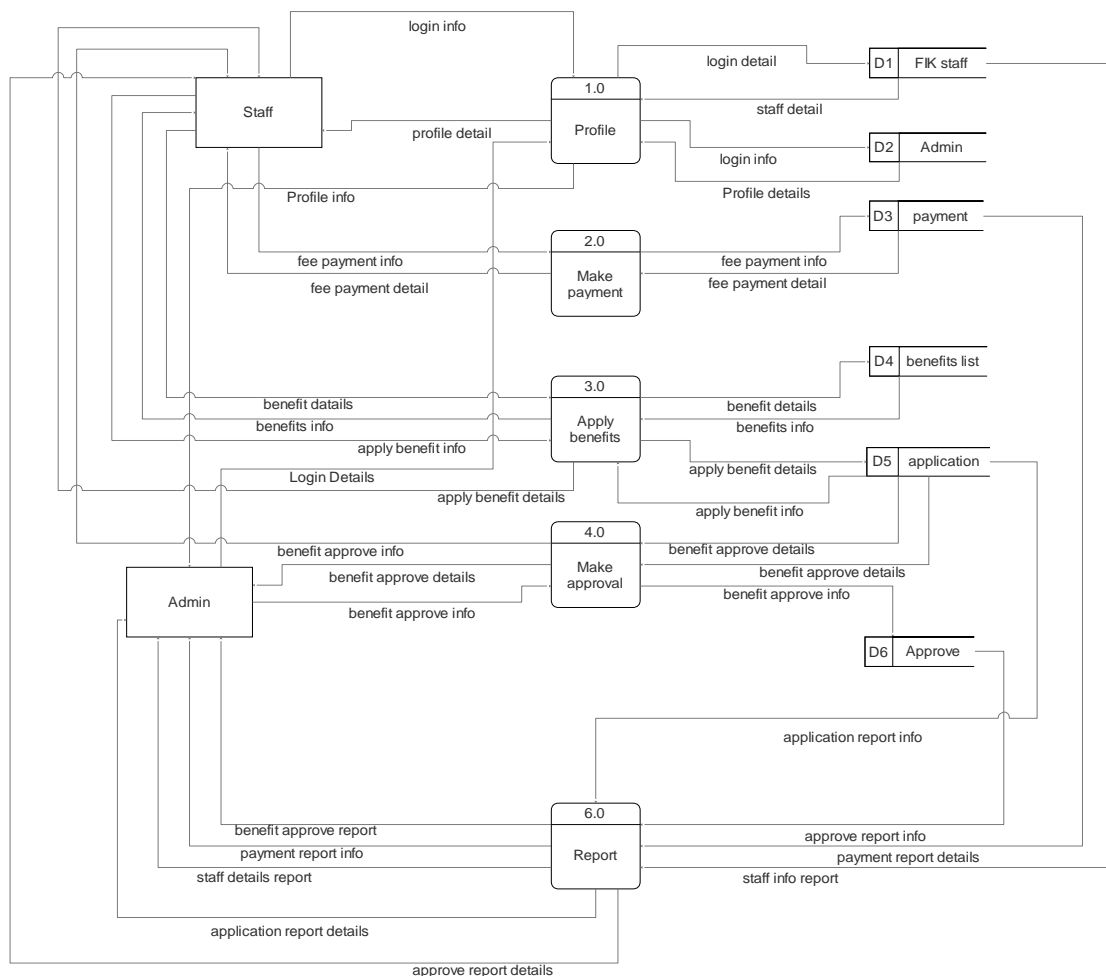 login info
login detail
D1 FIK staff
1.0
Staff
staff detail
Profile
profile detail
D2 Admin
login info
Profile info
Profile details
D3 payment
2.0
fee payment info
fee payment info
Make
payment
fee payment detail
fee payment detail
D4 benefits list
3.0
benefit datails
benefit details
Apply
benefits
benefits info
benefits info
apply benefit info
D5 application
Login Details
apply benefit details
apply benefit details
apply benefit info
4.0
benefit approve info
benefit approve details
Make
approval
benefit approve details
benefit approve details
Admin
benefit approve info
benefit approve info
D6 Approve
application report info
6.0
benefit approve report
approve report info
Report
payment report info
payment report details
staff details report
staff info report
application report details
approve report details